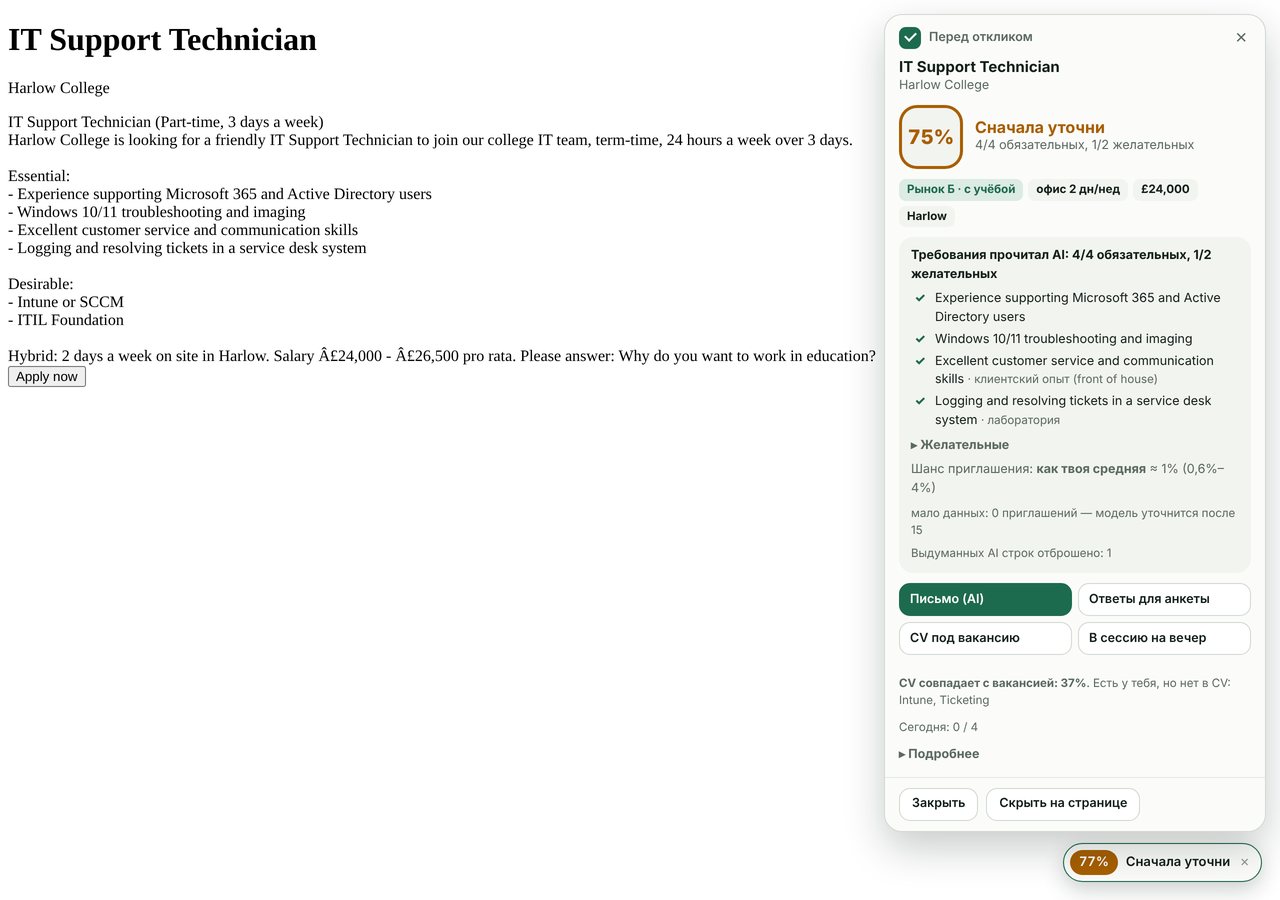 IT Support Technician
Harlow College
IT Support Technician (Part-time, 3 days a week)
Harlow College is looking for a friendly IT Support Technician to join our college IT team, term-time, 24 hours a week over 3 days.
Essential:
- Experience supporting Microsoft 365 and Active Directory users
- Windows 10/11 troubleshooting and imaging
- Excellent customer service and communication skills
- Logging and resolving tickets in a service desk system
Desirable:
- Intune or SCCM
- ITIL Foundation
Hybrid: 2 days a week on site in Harlow. Salary Â£24,000 - Â£26,500 pro rata. Please answer: Why do you want to work in education?
Apply now
Перед откликом ×
IT Support Technician
Harlow College
75%
Сначала уточни
4/4 обязательных, 1/2 желательных
Рынок Б · с учёбой офис 2 дн/нед £24,000
Harlow
Требования прочитал AI: 4/4 обязательных, 1/2
желательных
✓ Experience supporting Microsoft 365 and Active
Directory users
✓ Windows 10/11 troubleshooting and imaging
✓ Excellent customer service and communication
skills · клиентский опыт (front of house)
✓ Logging and resolving tickets in a service desk
system · лаборатория
▸ Желательные
Шанс приглашения: как твоя средняя ≈ 1% (0,6%–
4%)
мало данных: 0 приглашений — модель уточнится после
15
Выдуманных AI строк отброшено: 1
Письмо (AI) Ответы для анкеты
CV под вакансию В сессию на вечер
CV совпадает с вакансией: 37%. Есть у тебя, но нет в CV:
Intune, Ticketing
Сегодня: 0 / 4
▸ Подробнее
Закрыть Скрыть на странице
77% Сначала уточни ×